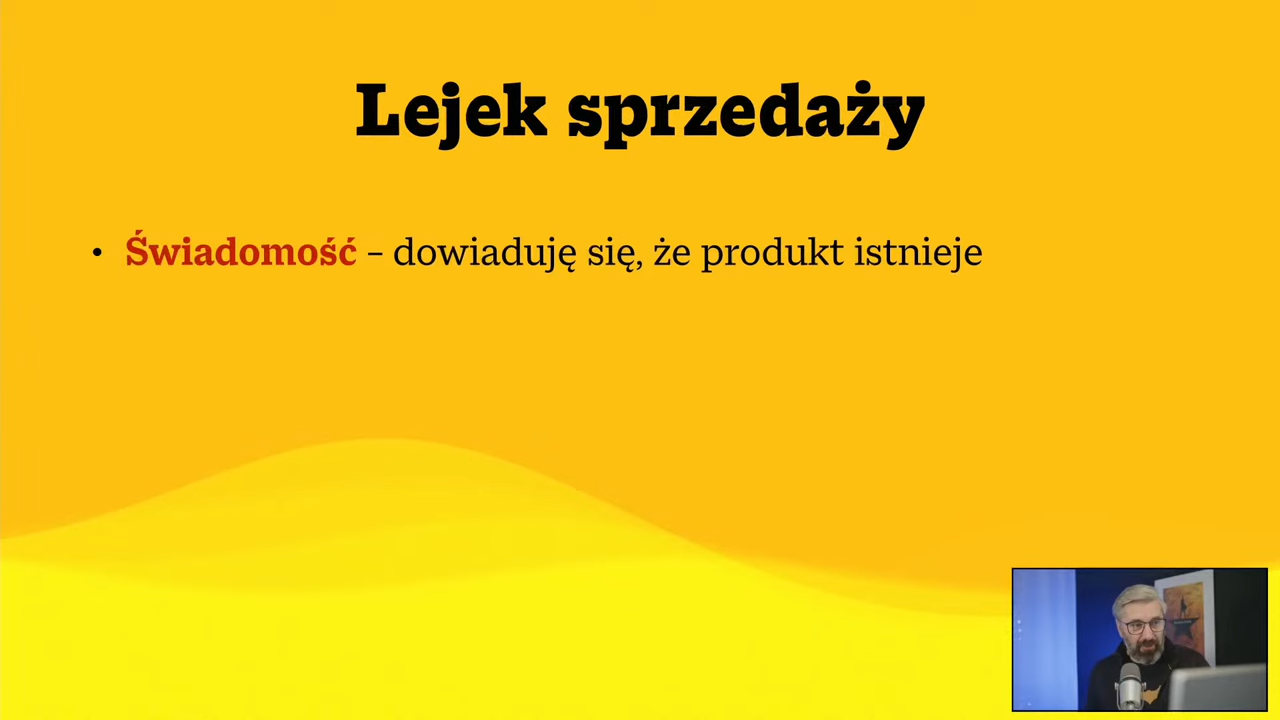 Lejek sprzedaży
• Świadomość – dowiaduję się, że produkt istnieje